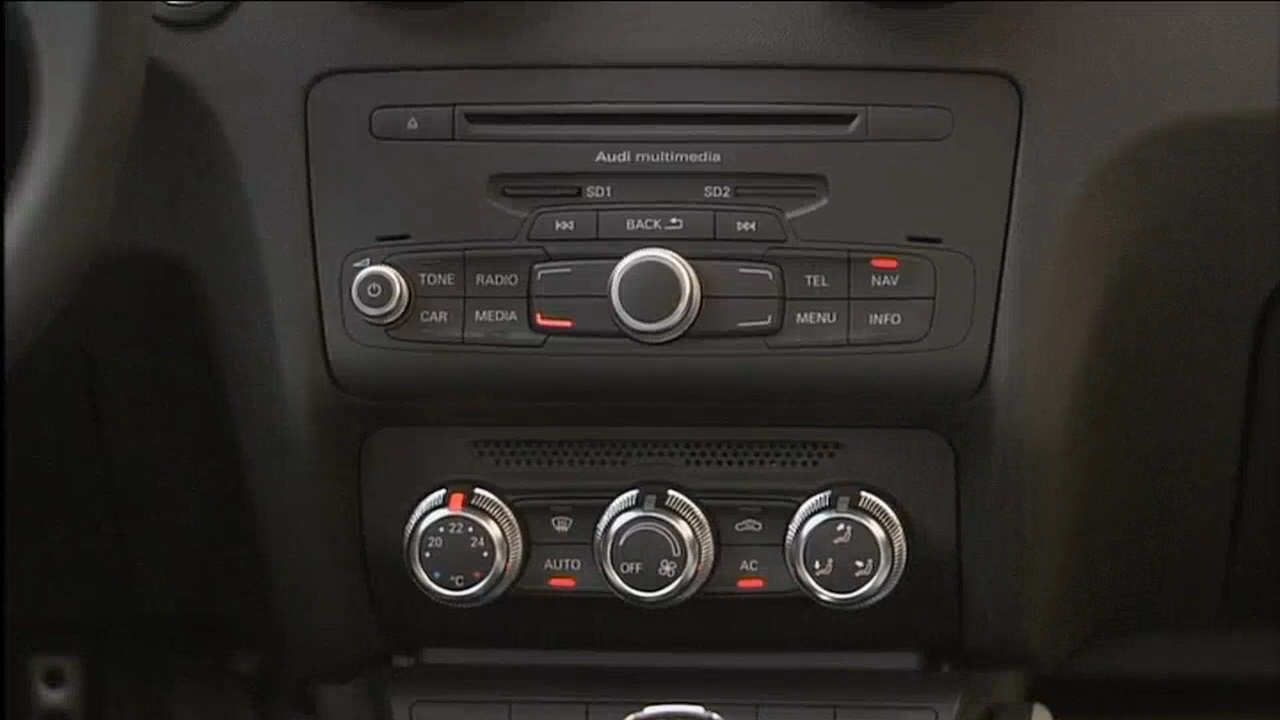 Audi multimedia
SD1 SD2
BACK
TONE RADIO TEL NAV
CAR MEDIA MENU INFO
22
20 24
°C
AUTO OFF AC